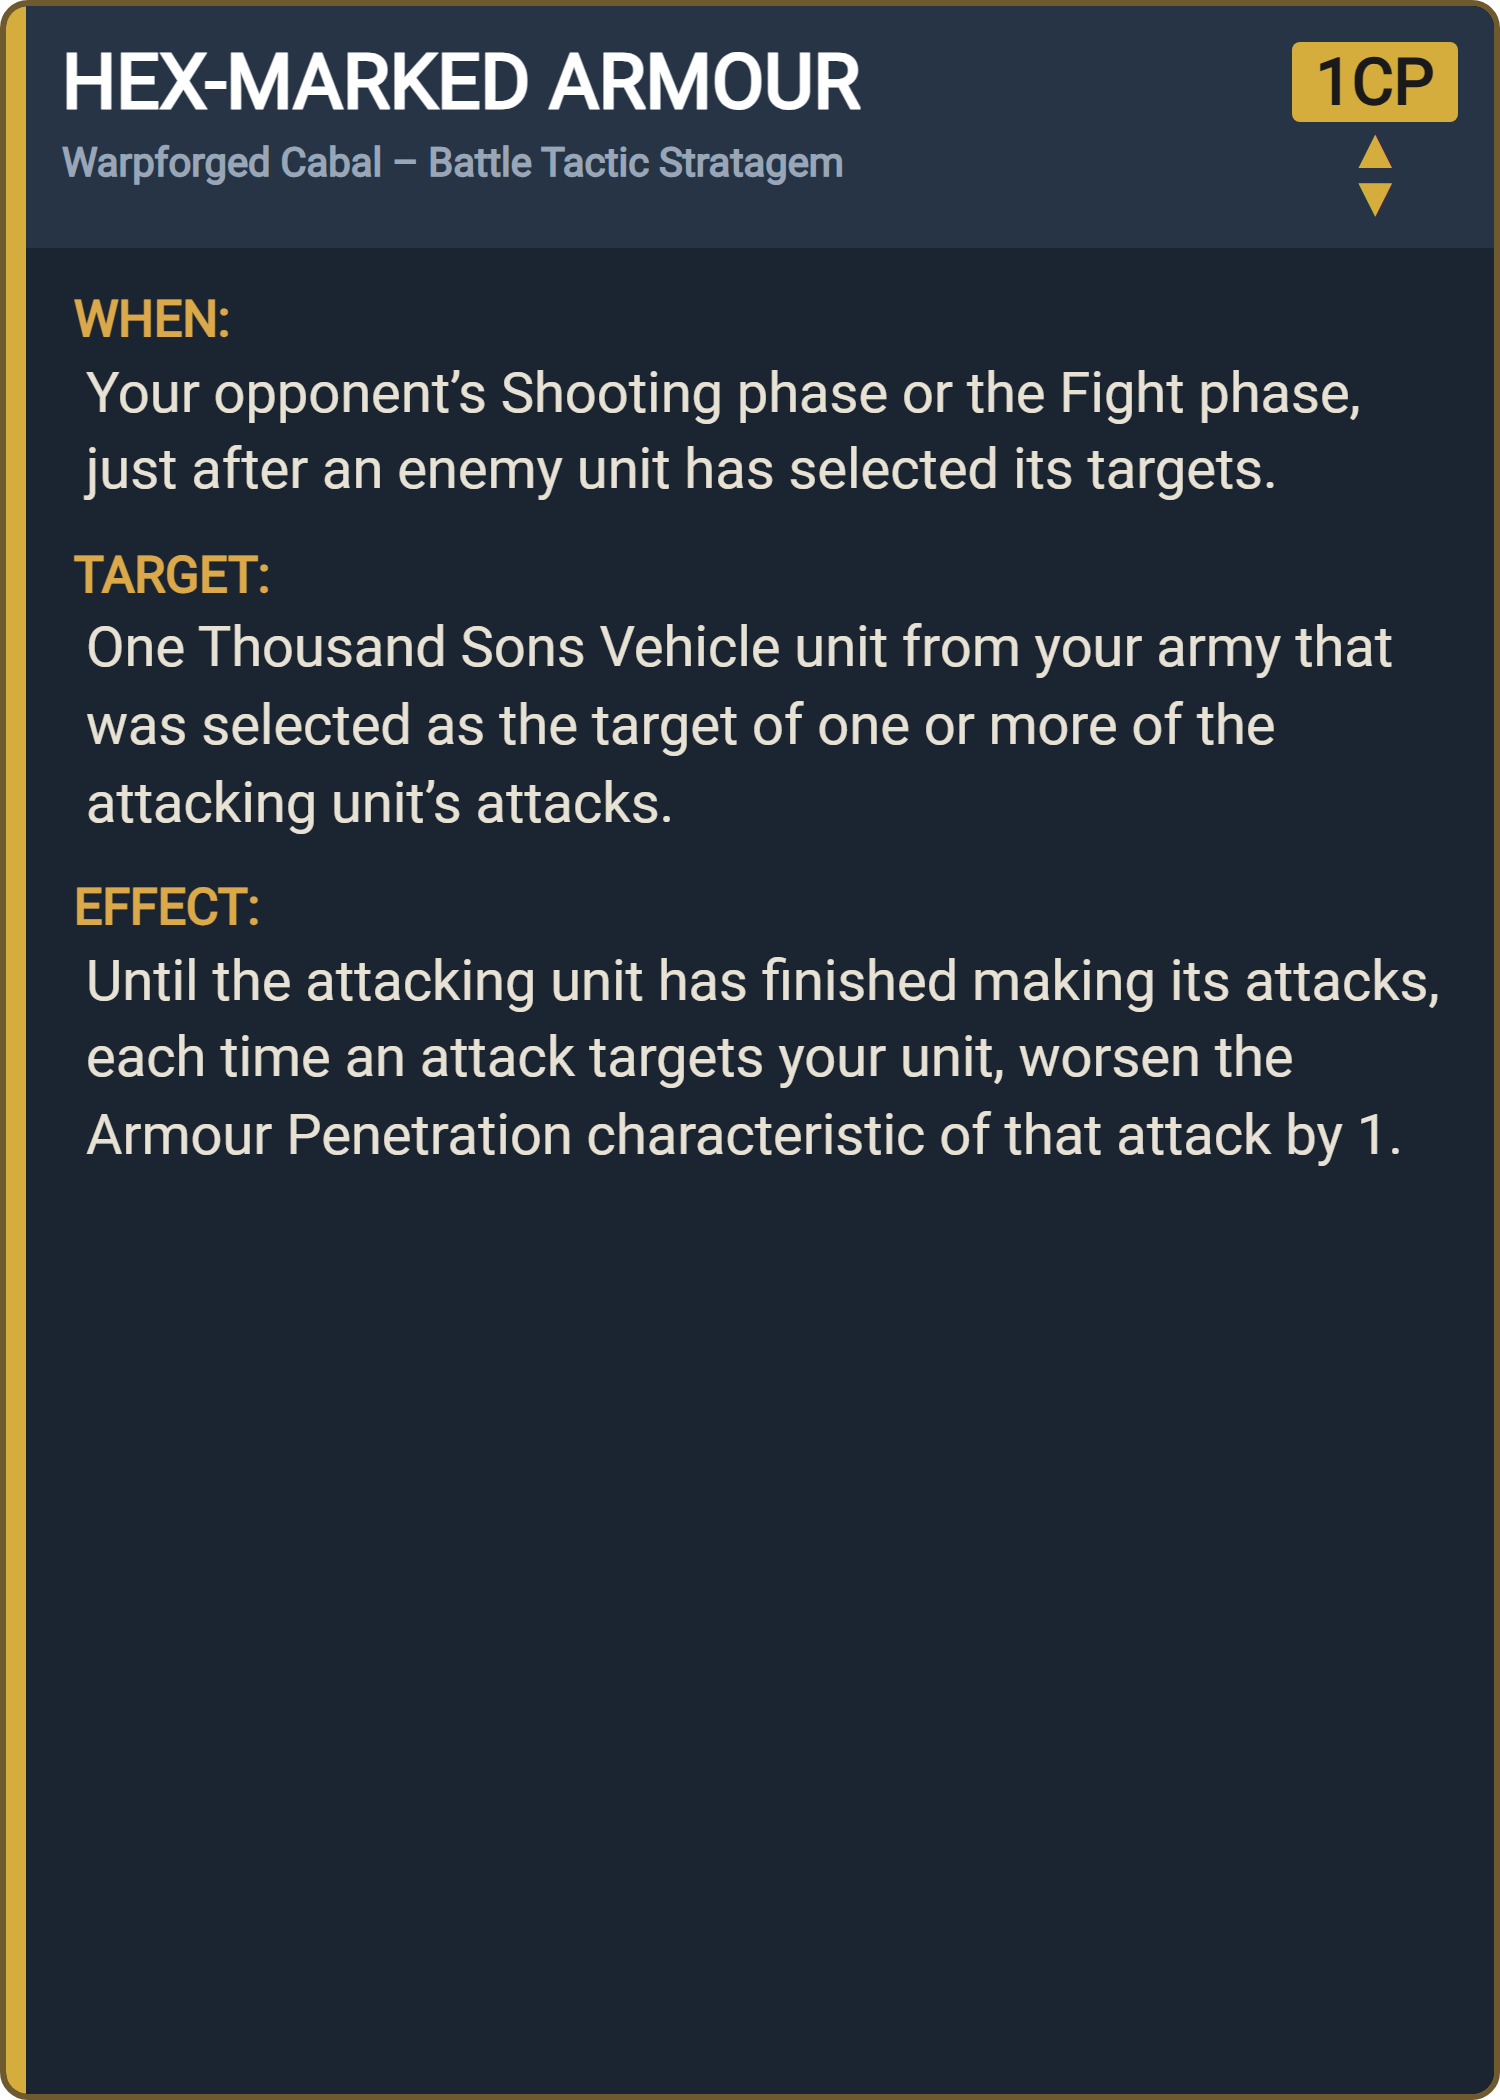 HEX-MARKED ARMOUR
1CP
Warpforged Cabal – Battle Tactic Stratagem
WHEN:
Your opponent’s Shooting phase or the Fight phase,
just after an enemy unit has selected its targets.
TARGET:
One Thousand Sons Vehicle unit from your army that
was selected as the target of one or more of the
attacking unit’s attacks.
EFFECT:
Until the attacking unit has finished making its attacks,
each time an attack targets your unit, worsen the
Armour Penetration characteristic of that attack by 1.